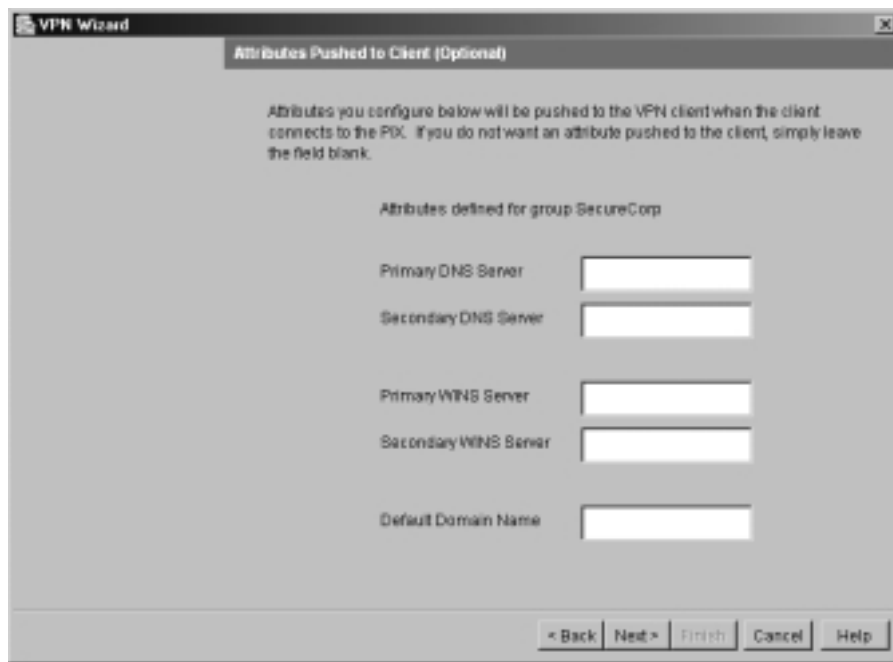 VPN Wizard
Attributes Pushed to Client (Optional)
Attributes you configure below will be pushed to the VPN client when the client
connects to the PIX. If you do not want an attribute pushed to the client, simply leave
the field blank.
Attributes defined for group SecureCorp
Primary DNS Server
Secondary DNS Server
Primary WINS Server
Secondary WINS Server
Default Domain Name
< Back
Next >
Finish
Cancel
Help